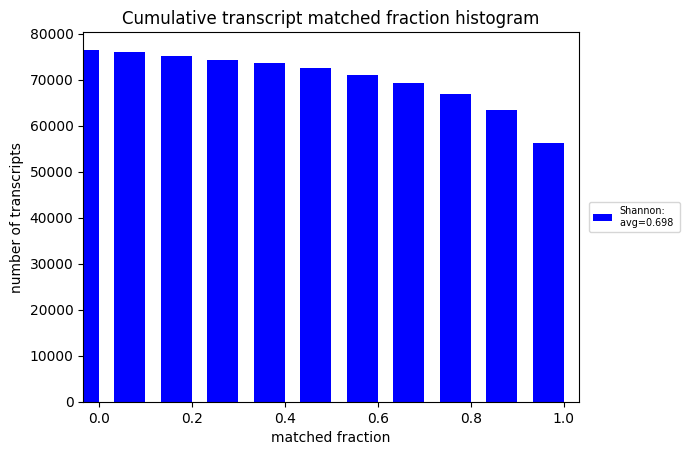 Cumulative transcript matched fraction histogram
80000
70000
60000
50000
40000
30000
20000
10000
0
number of transcripts
0.0 0.2 0.4 0.6 0.8 1.0
matched fraction
Shannon:
avg=0.698